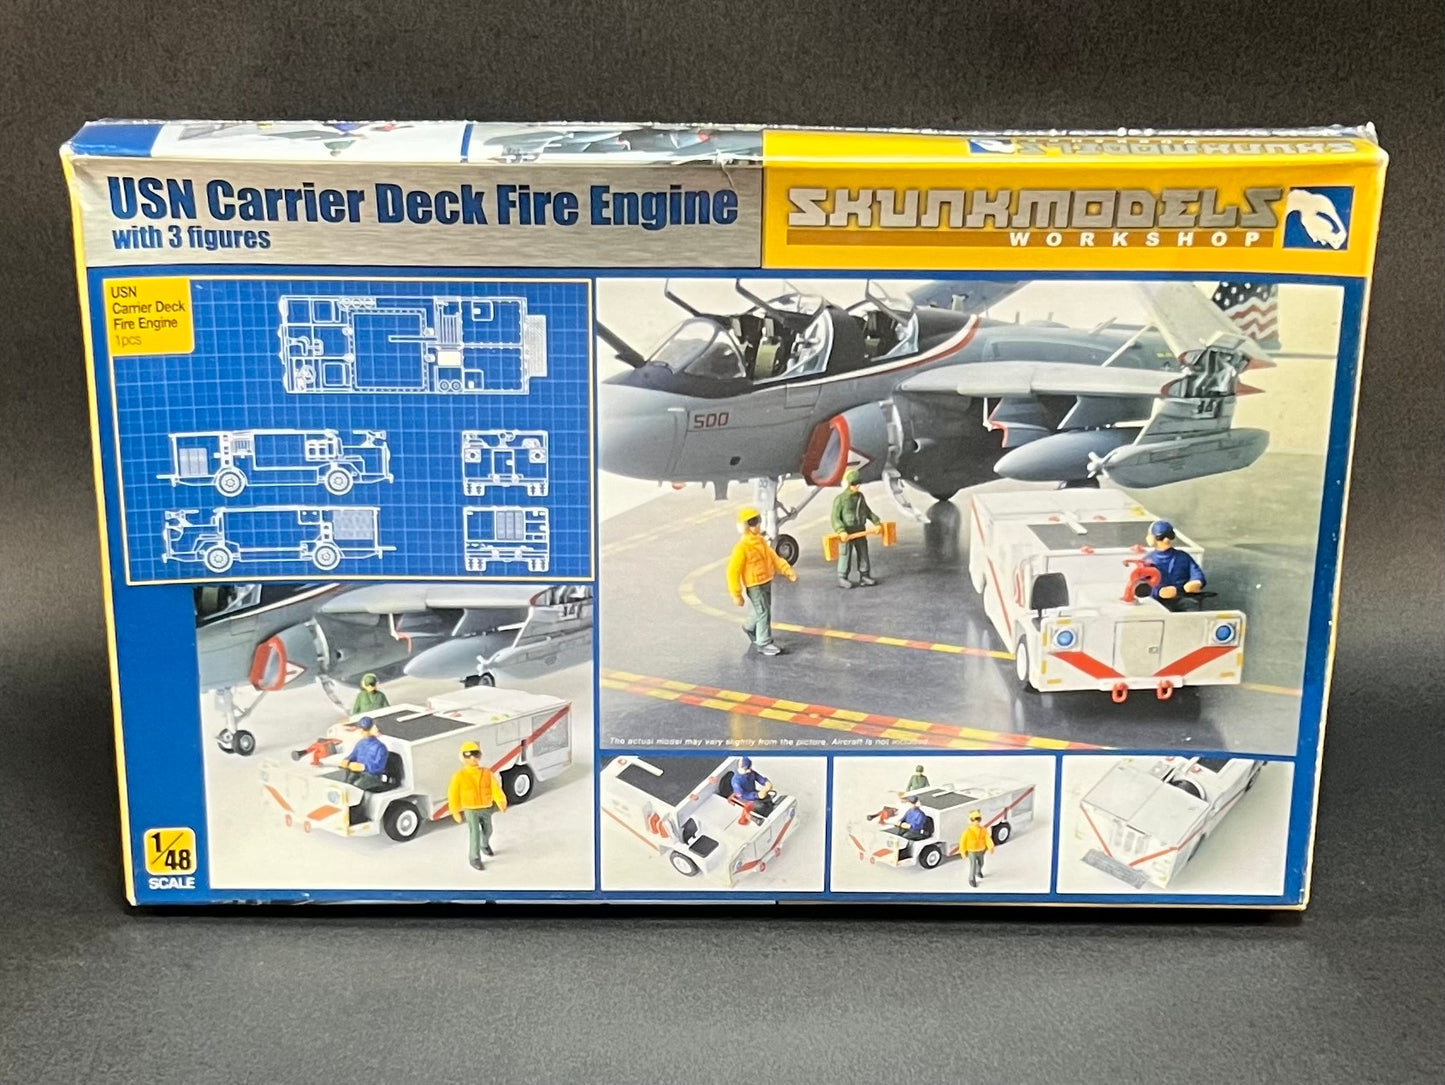 USN Carrier Deck Fire Engine
with 3 figures
SKUNKMODELS
WORKSHOP
USN
Carrier Deck
Fire Engine
1pcs
500
The actual model may vary slightly from the picture. Aircraft is not included.
1/48
SCALE